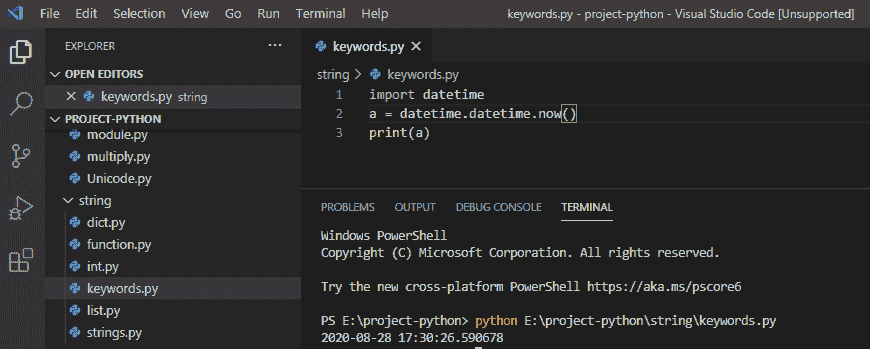 File Edit Selection View Go Run Terminal Help keywords.py - project-python - Visual Studio Code [Unsupported]
EXPLORER ...
OPEN EDITORS
keywords.py string
PROJECT-PYTHON
module.py
multiply.py
Unicode.py
string
dict.py
function.py
int.py
keywords.py
list.py
strings.py
keywords.py
string > keywords.py
1 import datetime
2 a = datetime.datetime.now()
3 print(a)
PROBLEMS OUTPUT DEBUG CONSOLE TERMINAL
Windows PowerShell
Copyright (C) Microsoft Corporation. All rights reserved.
Try the new cross-platform PowerShell https://aka.ms/pscore6
PS E:\project-python> python E:\project-python\string\keywords.py
2020-08-28 17:30:26.590678